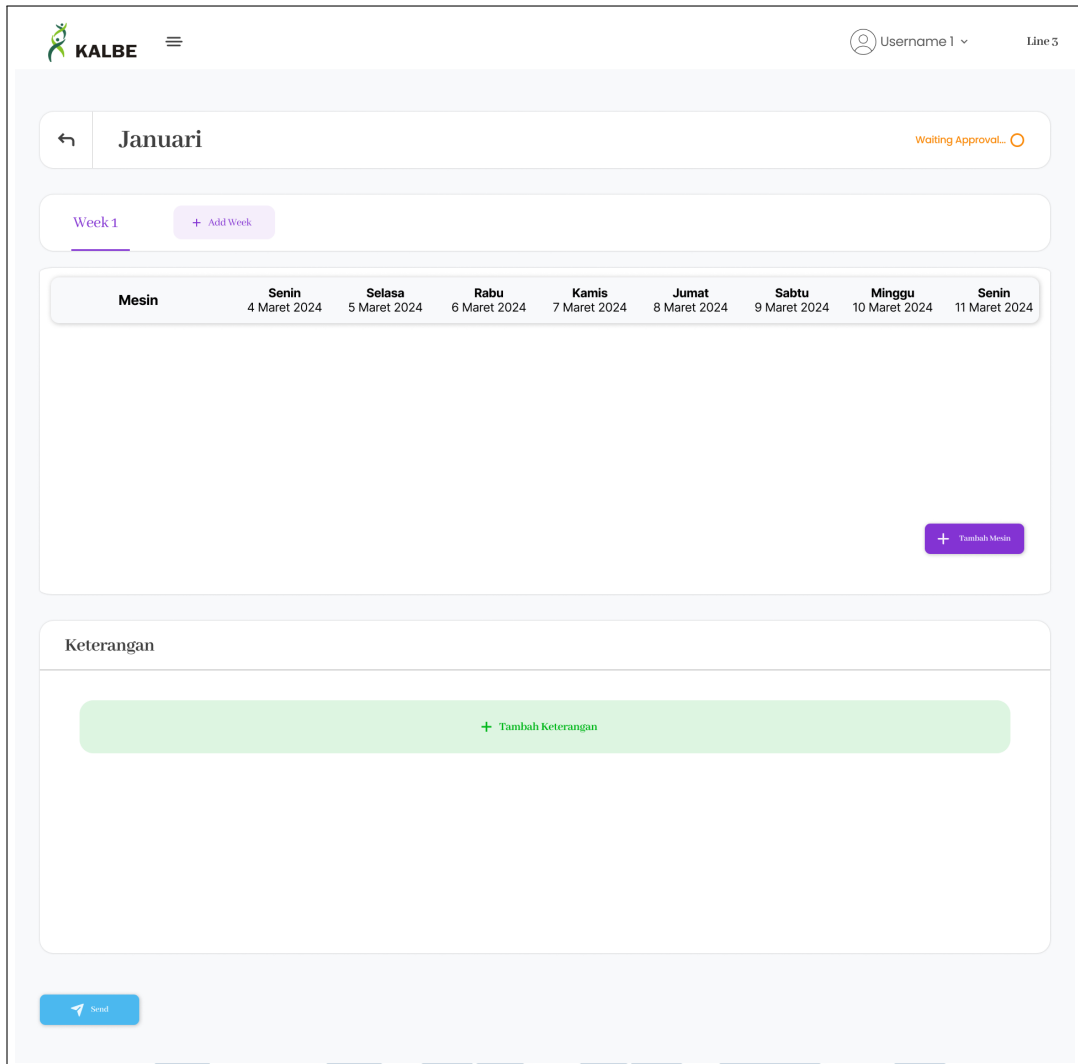 KALBE
Username 1
Line 3
Januari
Waiting Approval...
Week 1
+ Add Week
Mesin
Senin Selasa Rabu Kamis Jumat Sabtu Minggu Senin
4 Maret 2024 5 Maret 2024 6 Maret 2024 7 Maret 2024 8 Maret 2024 9 Maret 2024 10 Maret 2024 11 Maret 2024
+ Tambah Mesin
Keterangan
+ Tambah Keterangan
Send